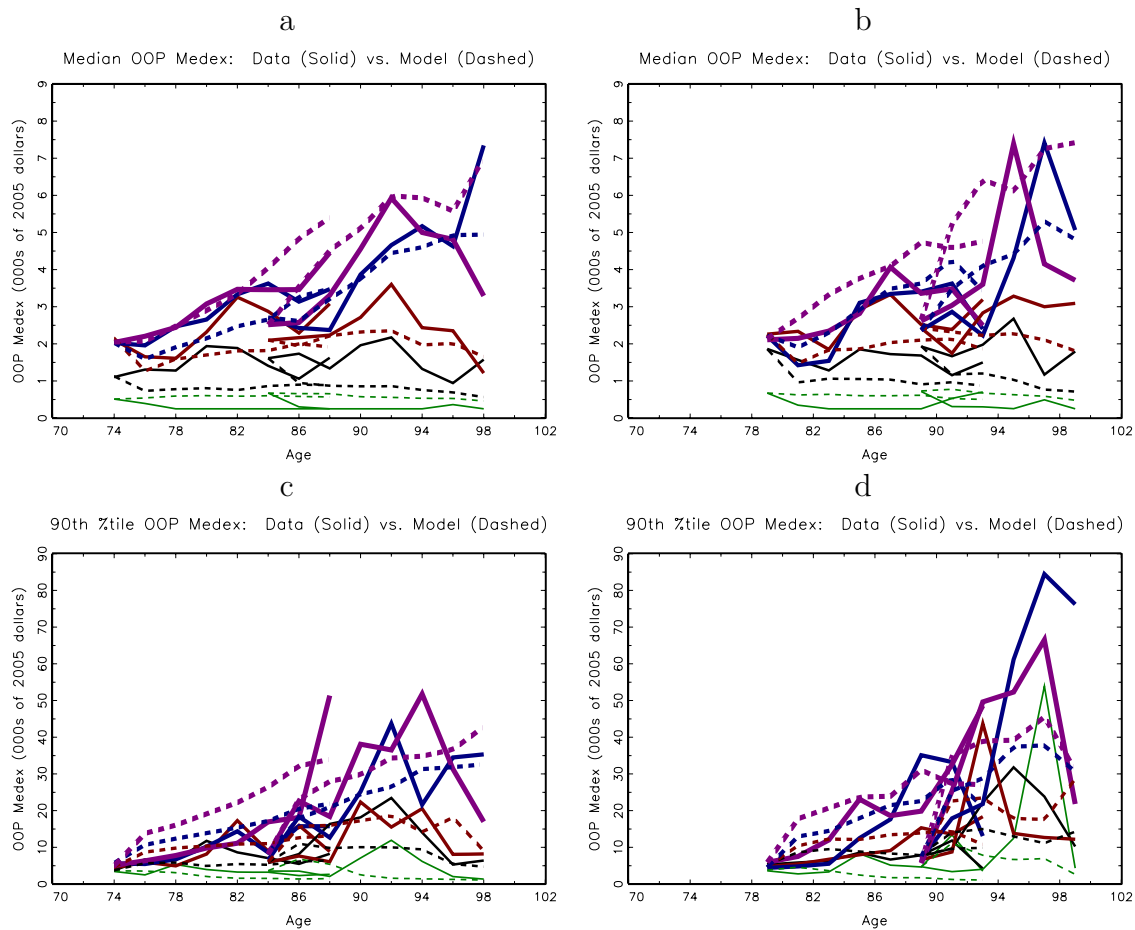 a
Median OOP Medex: Data (Solid) vs. Model (Dashed)
OOP Medex (000s of 2005 dollars)
0 1 2 3 4 5 6 7 8 9
70 74 78 82 86 90 94 98 102
Age
b
Median OOP Medex: Data (Solid) vs. Model (Dashed)
OOP Medex (000s of 2005 dollars)
0 1 2 3 4 5 6 7 8 9
70 74 78 82 86 90 94 98 102
Age
c
90th %tile OOP Medex: Data (Solid) vs. Model (Dashed)
OOP Medex (000s of 2005 dollars)
0 10 20 30 40 50 60 70 80 90
70 74 78 82 86 90 94 98 102
Age
d
90th %tile OOP Medex: Data (Solid) vs. Model (Dashed)
OOP Medex (000s of 2005 dollars)
0 10 20 30 40 50 60 70 80 90
70 74 78 82 86 90 94 98 102
Age